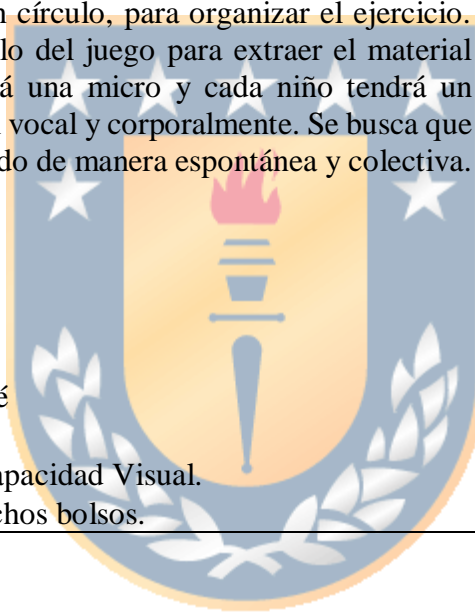 n círculo, para organizar el ejercicio.
lo del juego para extraer el material
á una micro y cada niño tendrá un
vocal y corporalmente. Se busca que
do de manera espontánea y colectiva.
é
apacidad Visual.
chos bolsos.